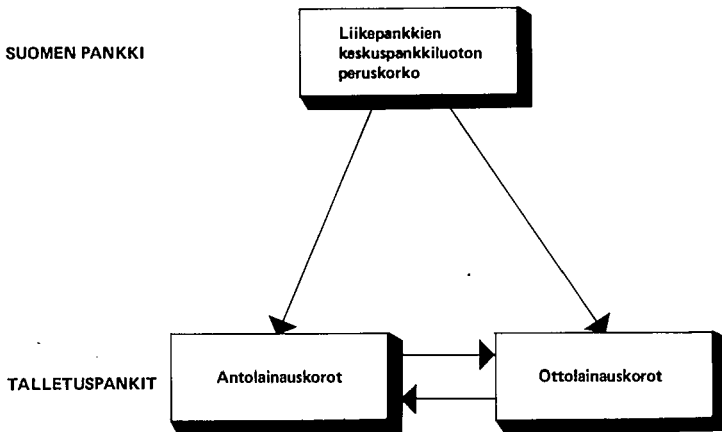 SUOMEN PANKKI
Liikepankkien
keskuspankkiluoton
peruskorko
TALLETUSPANKIT
Antolainauskorot
Ottolainauskorot